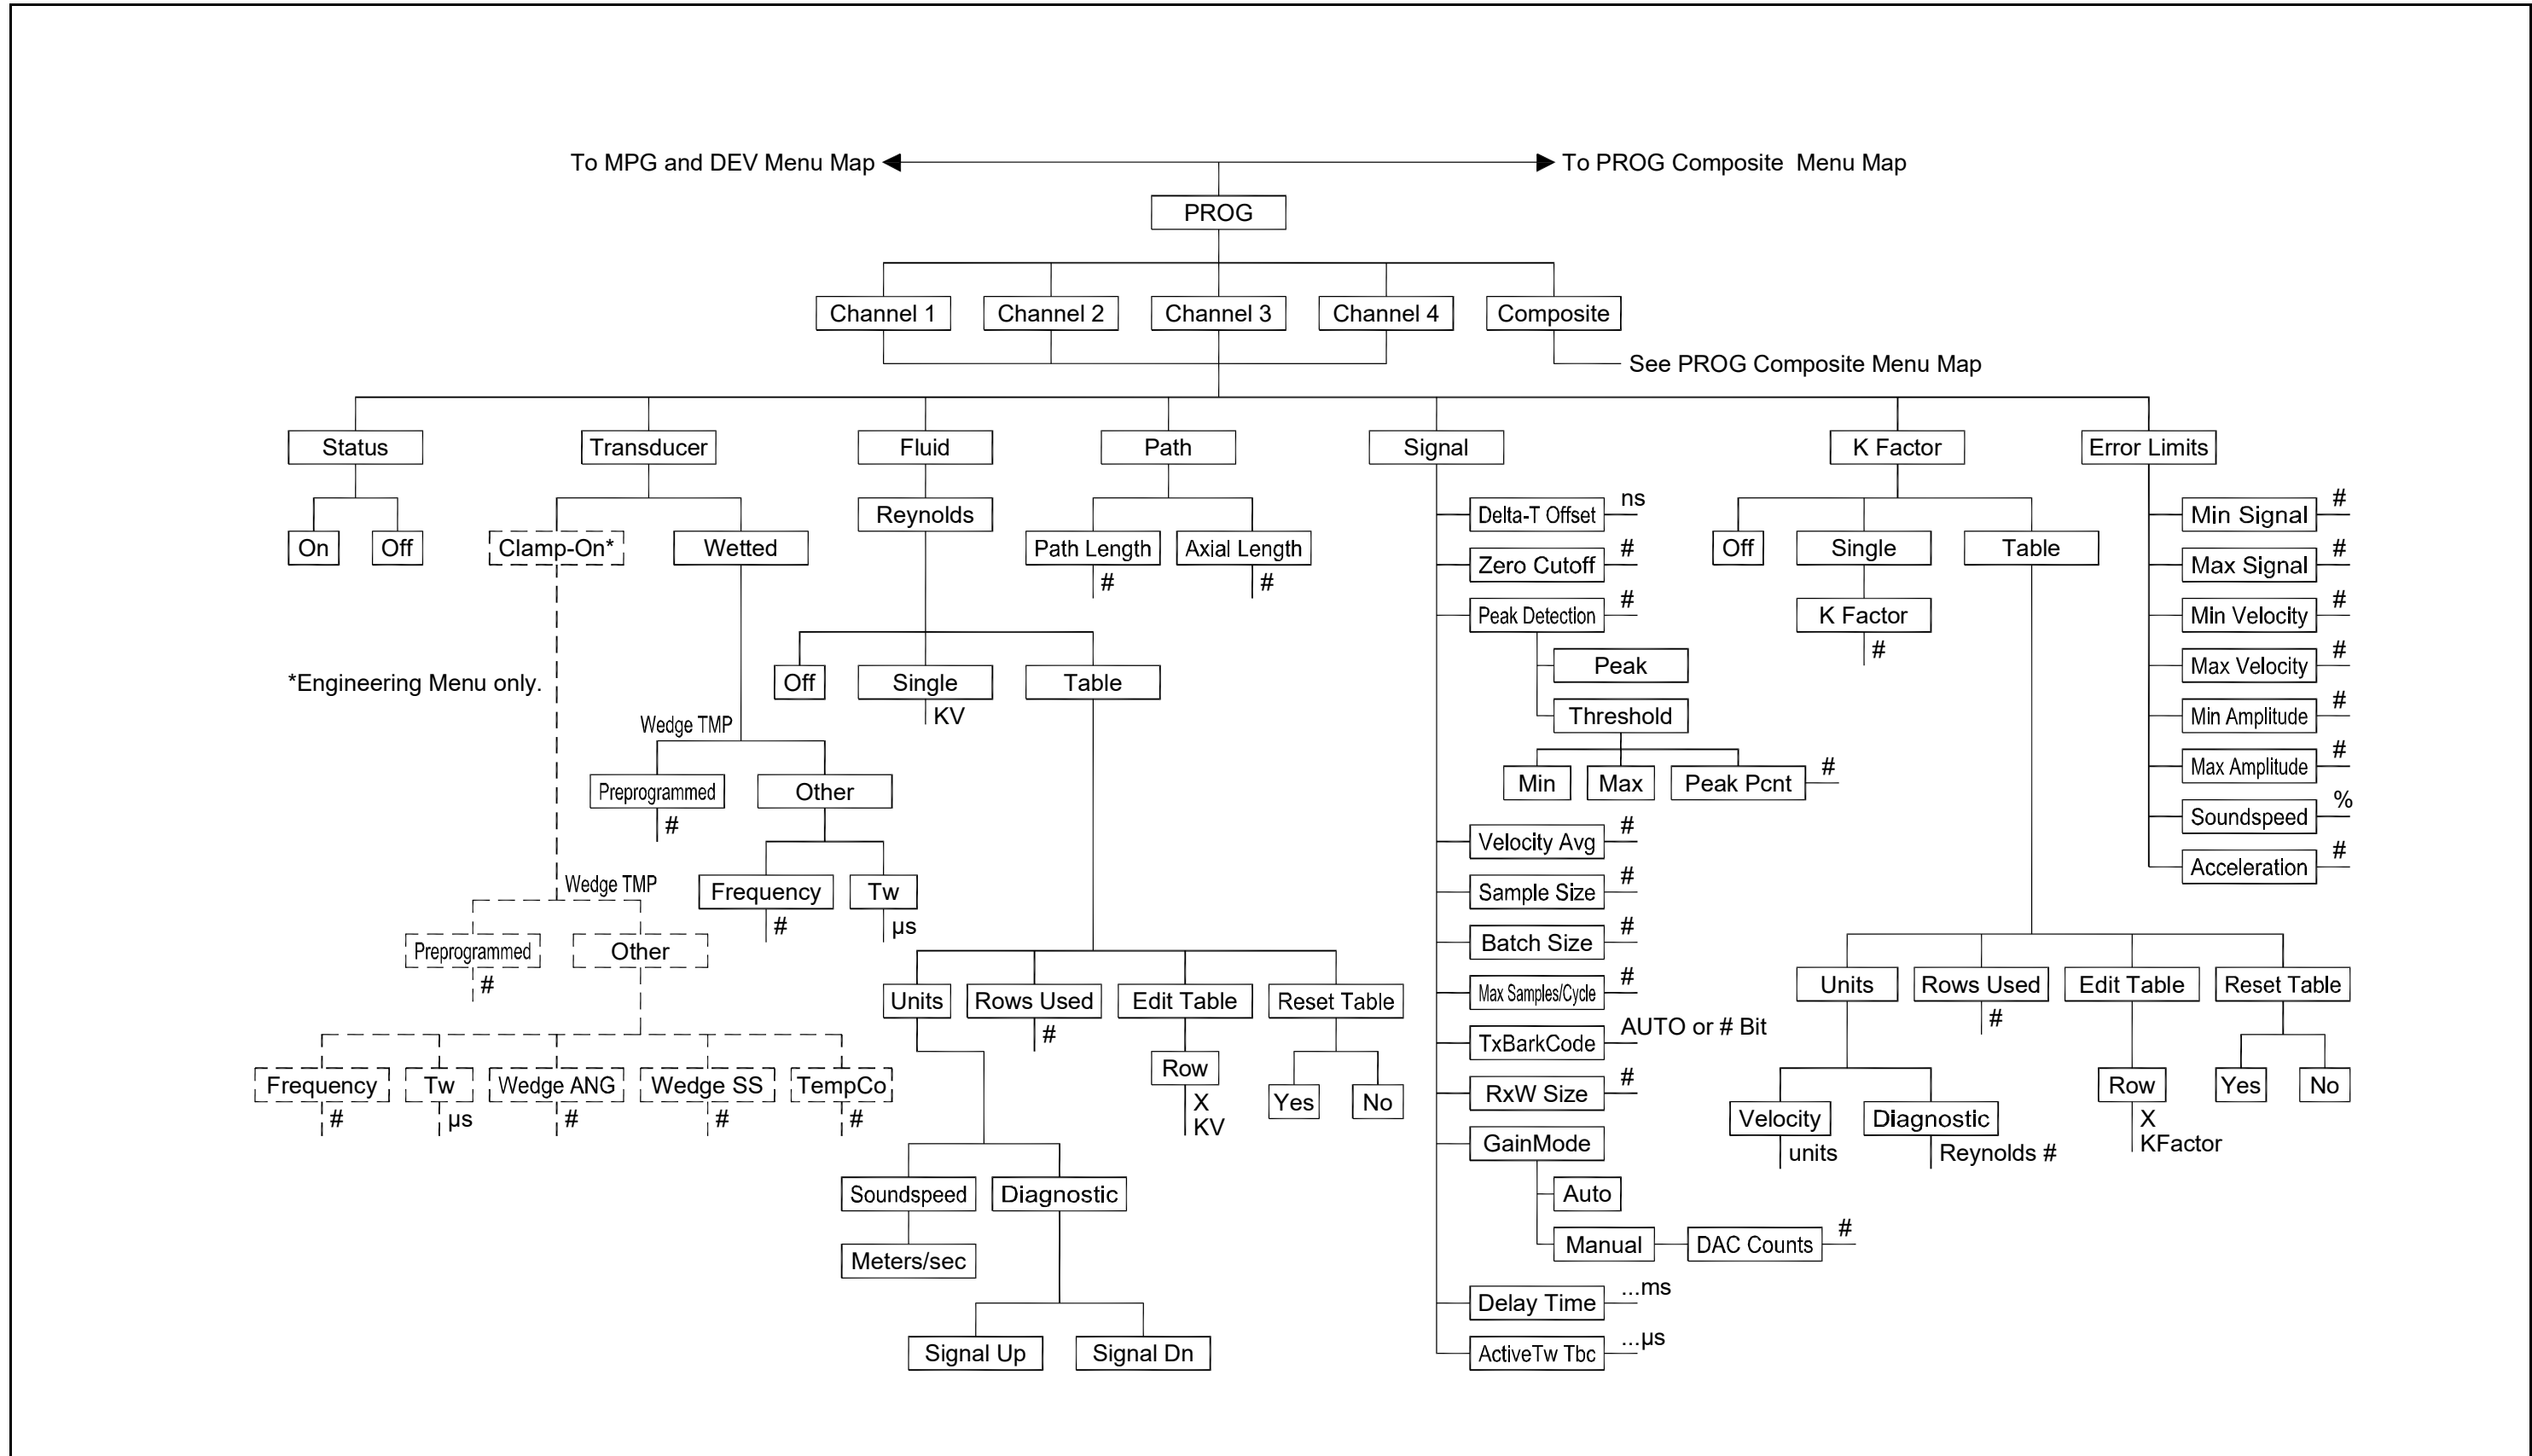 To MPG and DEV Menu Map
To PROG Composite  Menu Map
PROG
Channel 1
Channel 2
Channel 3
Channel 4
Composite
See PROG Composite Menu Map
Status
Transducer
Fluid
Path
Signal
K Factor
Error Limits
On
Off
Clamp-On*
Wetted
*Engineering Menu only.
Wedge TMP
Preprogrammed
#
Other
Frequency
#
Tw
µs
Wedge TMP
Preprogrammed
#
Other
Frequency
#
Tw
µs
Wedge ANG
#
Wedge SS
#
TempCo
#
Reynolds
Off
Single
KV
Table
Units
Rows Used
#
Edit Table
Reset Table
Row
X
KV
Yes
No
Soundspeed
Diagnostic
Meters/sec
Signal Up
Signal Dn
Path Length
#
Axial Length
#
Delta-T Offset
ns
Zero Cutoff
#
Peak Detection
#
Peak
Threshold
Min
Max
Peak Pcnt
#
Velocity Avg
#
Sample Size
#
Batch Size
#
Max Samples/Cycle
#
TxBarkCode
AUTO or # Bit
RxW Size
#
GainMode
Auto
Manual
DAC Counts
#
Delay Time
...ms
ActiveTw Tbc
...µs
Off
Single
Table
K Factor
#
Units
Rows Used
#
Edit Table
Reset Table
Velocity
units
Diagnostic
Reynolds #
Row
X
KFactor
Yes
No
Min Signal
#
Max Signal
#
Min Velocity
#
Max Velocity
#
Min Amplitude
#
Max Amplitude
#
Soundspeed
%
Acceleration
#